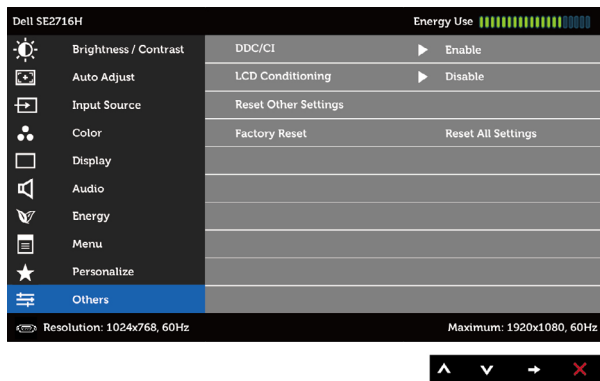 Dell SE2716H Energy Use
Brightness / Contrast DDC/CI Enable
Auto Adjust LCD Conditioning Disable
Input Source Reset Other Settings
Color Factory Reset Reset All Settings
Display
Audio
Energy
Menu
Personalize
Others
Resolution: 1024x768, 60Hz Maximum: 1920x1080, 60Hz